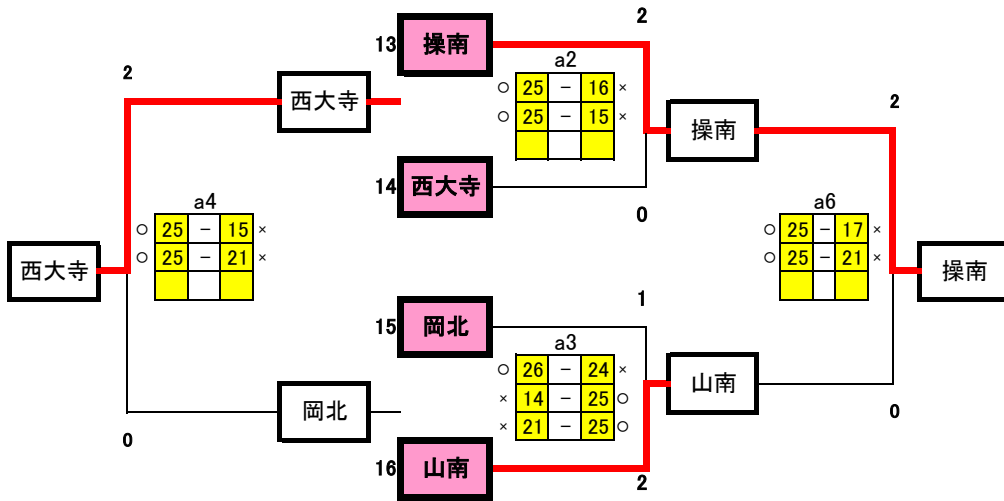 2
13 操南
a2
2
2
西大寺
○ 25 － 16 ×
○ 25 － 15 ×
操南
14 西大寺
0
a4
○ 25 － 15 ×
○ 25 － 21 ×
a6
○ 25 － 17 ×
○ 25 － 21 ×
西大寺
操南
1
15 岡北
a3
○ 26 － 24 ×
× 14 － 25 ○
× 21 － 25 ○
山南
岡北
0
0
16 山南
2